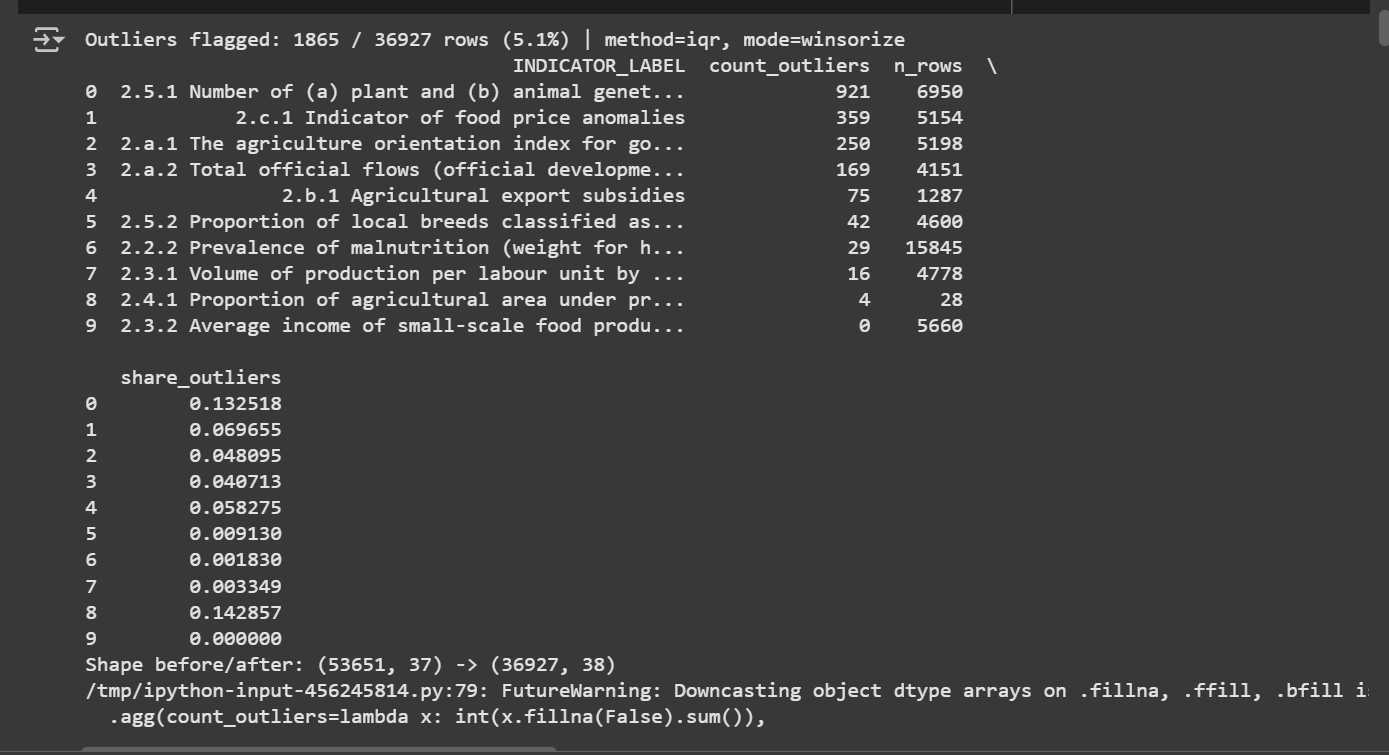 Outliers flagged: 1865 / 36927 rows (5.1%) | method=iqr, mode=winsorize
INDICATOR_LABEL count_outliers n_rows \
0 2.5.1 Number of (a) plant and (b) animal genet... 921 6950
1 2.c.1 Indicator of food price anomalies 359 5154
2 2.a.1 The agriculture orientation index for go... 250 5198
3 2.a.2 Total official flows (official developme... 169 4151
4 2.b.1 Agricultural export subsidies 75 1287
5 2.5.2 Proportion of local breeds classified as... 42 4600
6 2.2.2 Prevalence of malnutrition (weight for h... 29 15845
7 2.3.1 Volume of production per labour unit by ... 16 4778
8 2.4.1 Proportion of agricultural area under pr... 4 28
9 2.3.2 Average income of small-scale food produ... 0 5660
share_outliers
0 0.132518
1 0.069655
2 0.048095
3 0.040713
4 0.058275
5 0.009130
6 0.001830
7 0.003349
8 0.142857
9 0.000000
Shape before/after: (53651, 37) -> (36927, 38)
/tmp/ipython-input-456245814.py:79: FutureWarning: Downcasting object dtype arrays on .fillna, .ffill, .bfill
.agg(count_outliers=lambda x: int(x.fillna(False).sum()),